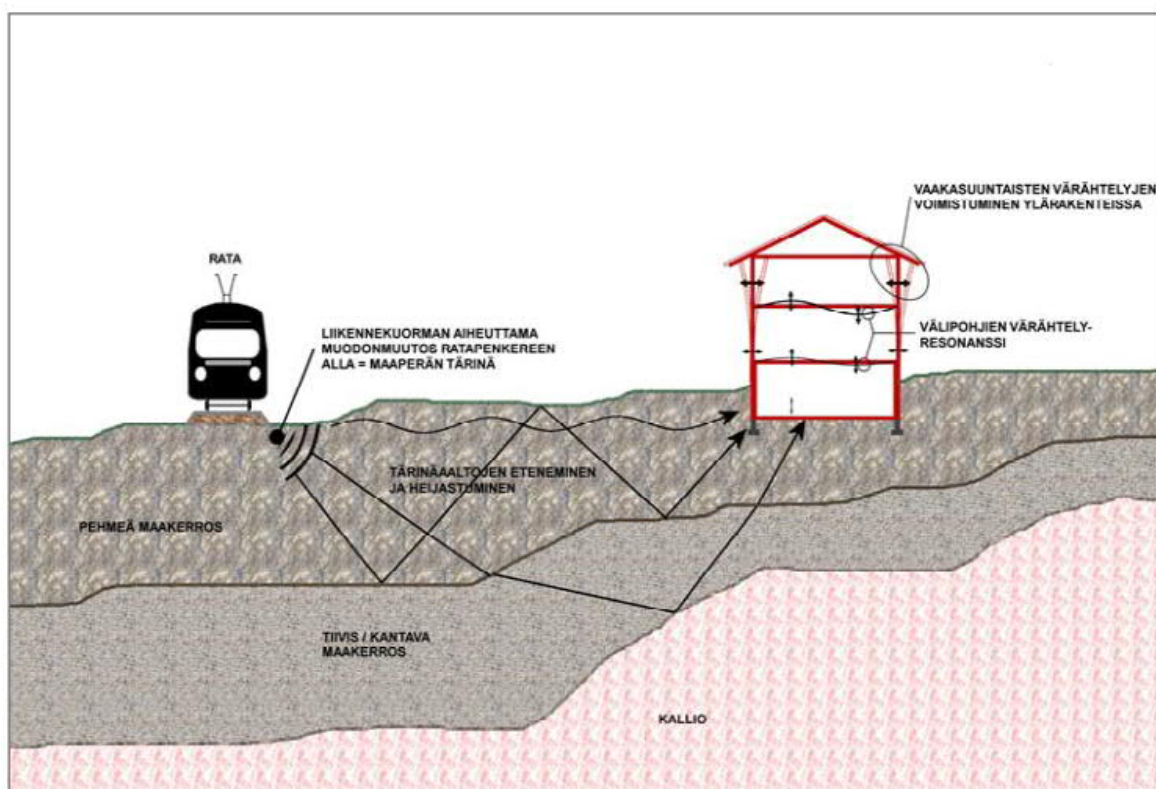 VAAKASUUNTAISTEN VÄRÄHTELYJEN
VOIMISTUMINEN YLÄRAKENTEISSA
RATA
LIIKENNEKUORMAN AIHEUTTAMA
MUODONMUUTOS RATAPENKEREEN
ALLA = MAAPERÄN TÄRINÄ
VÄLIPOHJIEN VÄRÄHTELY-
RESONANSSI
TÄRINÄAALTOJEN ETENEMINEN
JA HEIJASTUMINEN
PEHMEÄ MAAKERROS
TIIVIS / KANTAVA
MAAKERROS
KALLIO